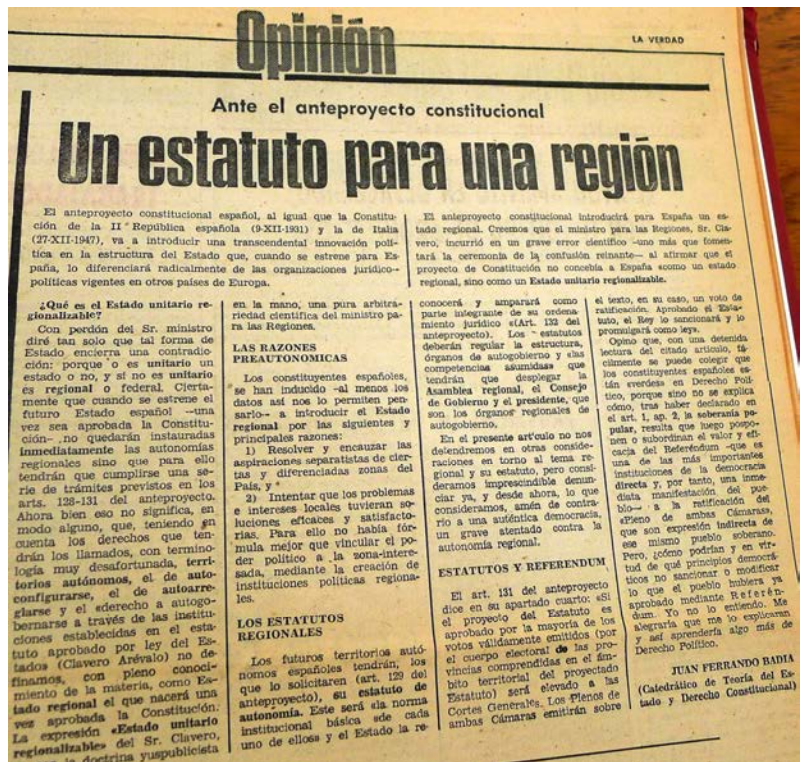 Opinión
LA VERDAD
Ante el anteproyecto constitucional
Un estatuto para una región
El anteproyecto constitucional español, al igual que la Constitu-
ción de la II República española (9-XII-1931) y la de Italia
(27-XII-1947), va a introducir una transcendental innovación polí-
tica en la estructura del Estado que, cuando se estrene para Es-
paña, lo diferenciará radicalmente de las organizaciones jurídico-
políticas vigentes en otros países de Europa.
El anteproyecto constitucional introducirá para España un es-
tado regional. Creemos que el ministro para las Regiones, Sr. Cla-
vero, incurrió en un grave error científico —uno más que fomen-
tará la ceremonia de la confusión reinante— al afirmar que el
proyecto de Constitución no concebía a España «como un estado
regional, sino como un Estado unitario regionalizable».
¿Qué es el Estado unitario re-
gionalizable?
Con perdón del Sr. ministro
diré tan solo que tal forma de
Estado encierra una contradic-
ción: porque o es unitario un
estado o no, y si no es unitario
es regional o federal. Cierta-
mente que cuando se estrene el
futuro Estado español —una
vez sea aprobada la Constitu-
ción— no quedarán instauradas
inmediatamente las autonomías
regionales sino que para ello
tendrán que cumplirse una se-
rie de trámites previstos en los
arts. 128-131 del anteproyecto.
Ahora bien eso no significa, en
modo alguno, que, teniendo en
cuenta los derechos que ten-
drán los llamados, con termino-
logía muy desafortunada, terri-
torios autónomos, el de auto-
configurarse, el de autoarre-
glarse y el «derecho a autogo-
bernarse a través de las institu-
ciones establecidas en el esta-
tuto aprobado por ley del Es-
tado» (Clavero Arévalo) no de-
finamos, con pleno conoci-
miento de la materia, como Es-
tado regional el que nacerá una
vez aprobada la Constitución.
La expresión «Estado unitario
regionalizable» del Sr. Clavero,
la doctrina yuspublicista
en la mano, una pura arbitra-
riedad científica del ministro pa-
ra las Regiones.
LAS RAZONES
PREAUTONOMICAS
Los constituyentes españoles,
se han inducido —al menos los
datos así nos lo permiten pen-
sarlo— a introducir el Estado
regional por las siguientes y
principales razones:
1) Resolver y encauzar las
aspiraciones separatistas de cier-
tas y diferenciadas zonas del
País, y
2) Intentar que los problemas
e intereses locales tuvieran so-
luciones eficaces y satisfacto-
rias. Para ello no había fór-
mula mejor que vincular el po-
der político a la zona-intere-
sada, mediante la creación de
instituciones políticas regiona-
les.
LOS ESTATUTOS
REGIONALES
Los futuros territorios autó-
nomos españoles tendrán, los
que lo solicitaren (art. 129 del
anteproyecto), su estatuto de
autonomía. Este será «la norma
institucional básica «de cada
uno de ellos» y el Estado la re-
conocerá y amparará como
parte integrante de su ordena-
miento jurídico «(Art. 132 del
anteproyecto). Los estatutos
deberán regular la estructura,
órganos de autogobierno y «las
competencias asumidas» que
tendrán que desplegar la
Asamblea regional, el Consejo
de Gobierno y el presidente, que
son los órganos regionales de
autogobierno.
En el presente artículo no nos
detendremos en otras conside-
raciones en torno al tema re-
gional y su estatuto, pero consi-
deramos imprescindible denun-
ciar ya, y desde ahora, lo que
consideramos, amén de contra-
rio a una auténtica democracia,
un grave atentado contra la
autonomía regional.
ESTATUTOS Y REFERENDUM
El art. 131 del anteproyecto
dice en su apartado cuarto: «Si
el proyecto del Estatuto es
aprobado por la mayoría de los
votos válidamente emitidos (por
el cuerpo electoral de las pro-
vincias comprendidas en el ám-
bito territorial del proyectado
Estatuto) será elevado a las
Cortes Generales. Los Plenos de
ambas Cámaras emitirán sobre
el texto, en su caso, un voto de
ratificación. Aprobado el Esta-
tuto, el Rey lo sancionará y lo
promulgará como ley».
Opino que, con una detenida
lectura del citado artículo, fá-
cilmente se puede colegir que
los constituyentes españoles es-
tán «verdes» en Derecho Polí-
tico, porque sino no se explica
cómo, tras haber declarado en
el art. 1, ap. 2, la soberanía po-
pular, resulta que luego pospo-
nen o subordinan el valor y efi-
cacia del Referéndum —que es
una de las más importantes
instituciones de la democracia
directa y, por tanto, una inme-
diata manifestación del pue-
blo— a la ratificación del
«Pleno de ambas Cámaras»,
que son expresión indirecta de
ese mismo pueblo soberano.
Pero, ¿cómo podrían y en vir-
tud de qué principios democrá-
ticos no sancionar o modificar
lo que el pueblo hubiera ya
aprobado mediante Referén-
dum. Yo no lo entiendo. Me
alegraría que me lo explicaran
y así aprendería algo más de
Derecho Político.
JUAN FERRANDO BADIA
(Catedrático de Teoría del Es-
tado y Derecho Constitucional)